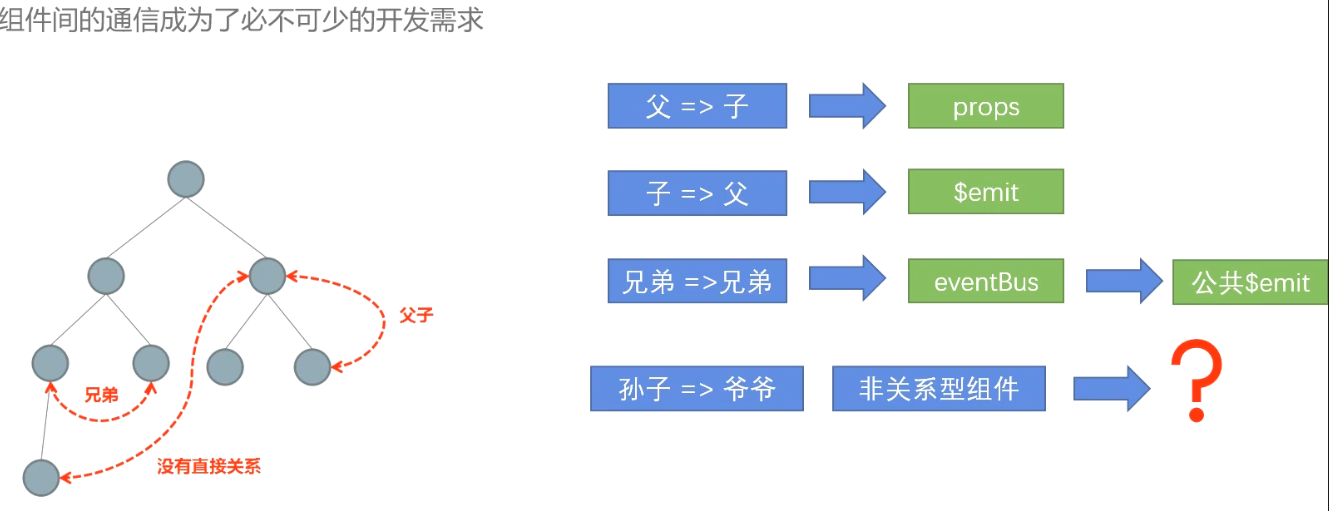 组件间的通信成为了必不可少的开发需求
父 => 子
props
子 => 父
$emit
兄弟 =>兄弟
eventBus
公共$emit
孙子 => 爷爷
非关系型组件
?
父子
兄弟
没有直接关系